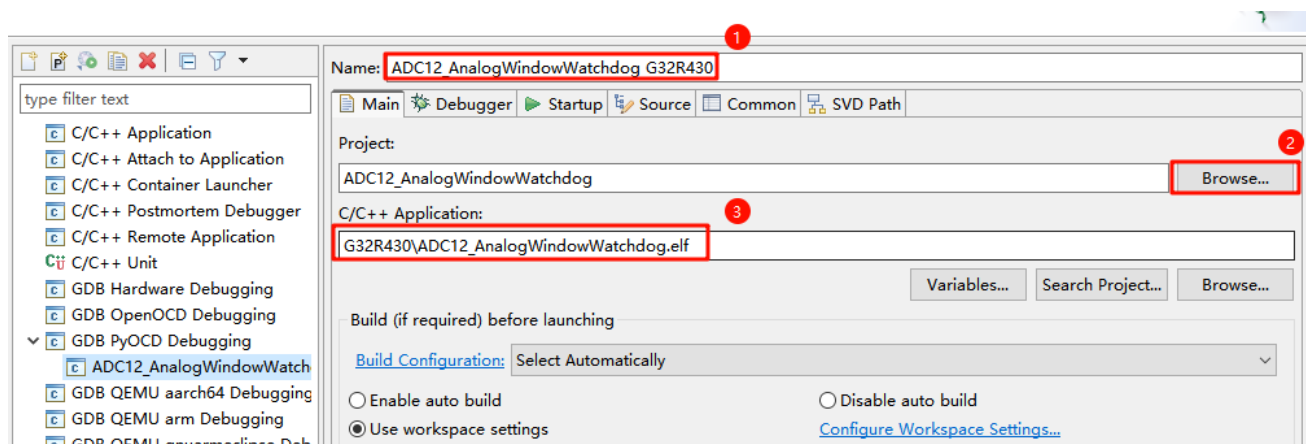 1
Name: ADC12_AnalogWindowWatchdog G32R430
type filter text
Main Debugger Startup Source Common SVD Path
C/C++ Application
C/C++ Attach to Application
C/C++ Container Launcher
C/C++ Postmortem Debugger
C/C++ Remote Application
C/C++ Unit
GDB Hardware Debugging
GDB OpenOCD Debugging
GDB PyOCD Debugging
ADC12_AnalogWindowWatch
GDB QEMU aarch64 Debugging
GDB QEMU arm Debugging
Project:
2
ADC12_AnalogWindowWatchdog
Browse...
C/C++ Application:
3
G32R430\ADC12_AnalogWindowWatchdog.elf
Variables... Search Project... Browse...
Build (if required) before launching
Build Configuration: Select Automatically
Enable auto build Disable auto build
Use workspace settings Configure Workspace Settings...